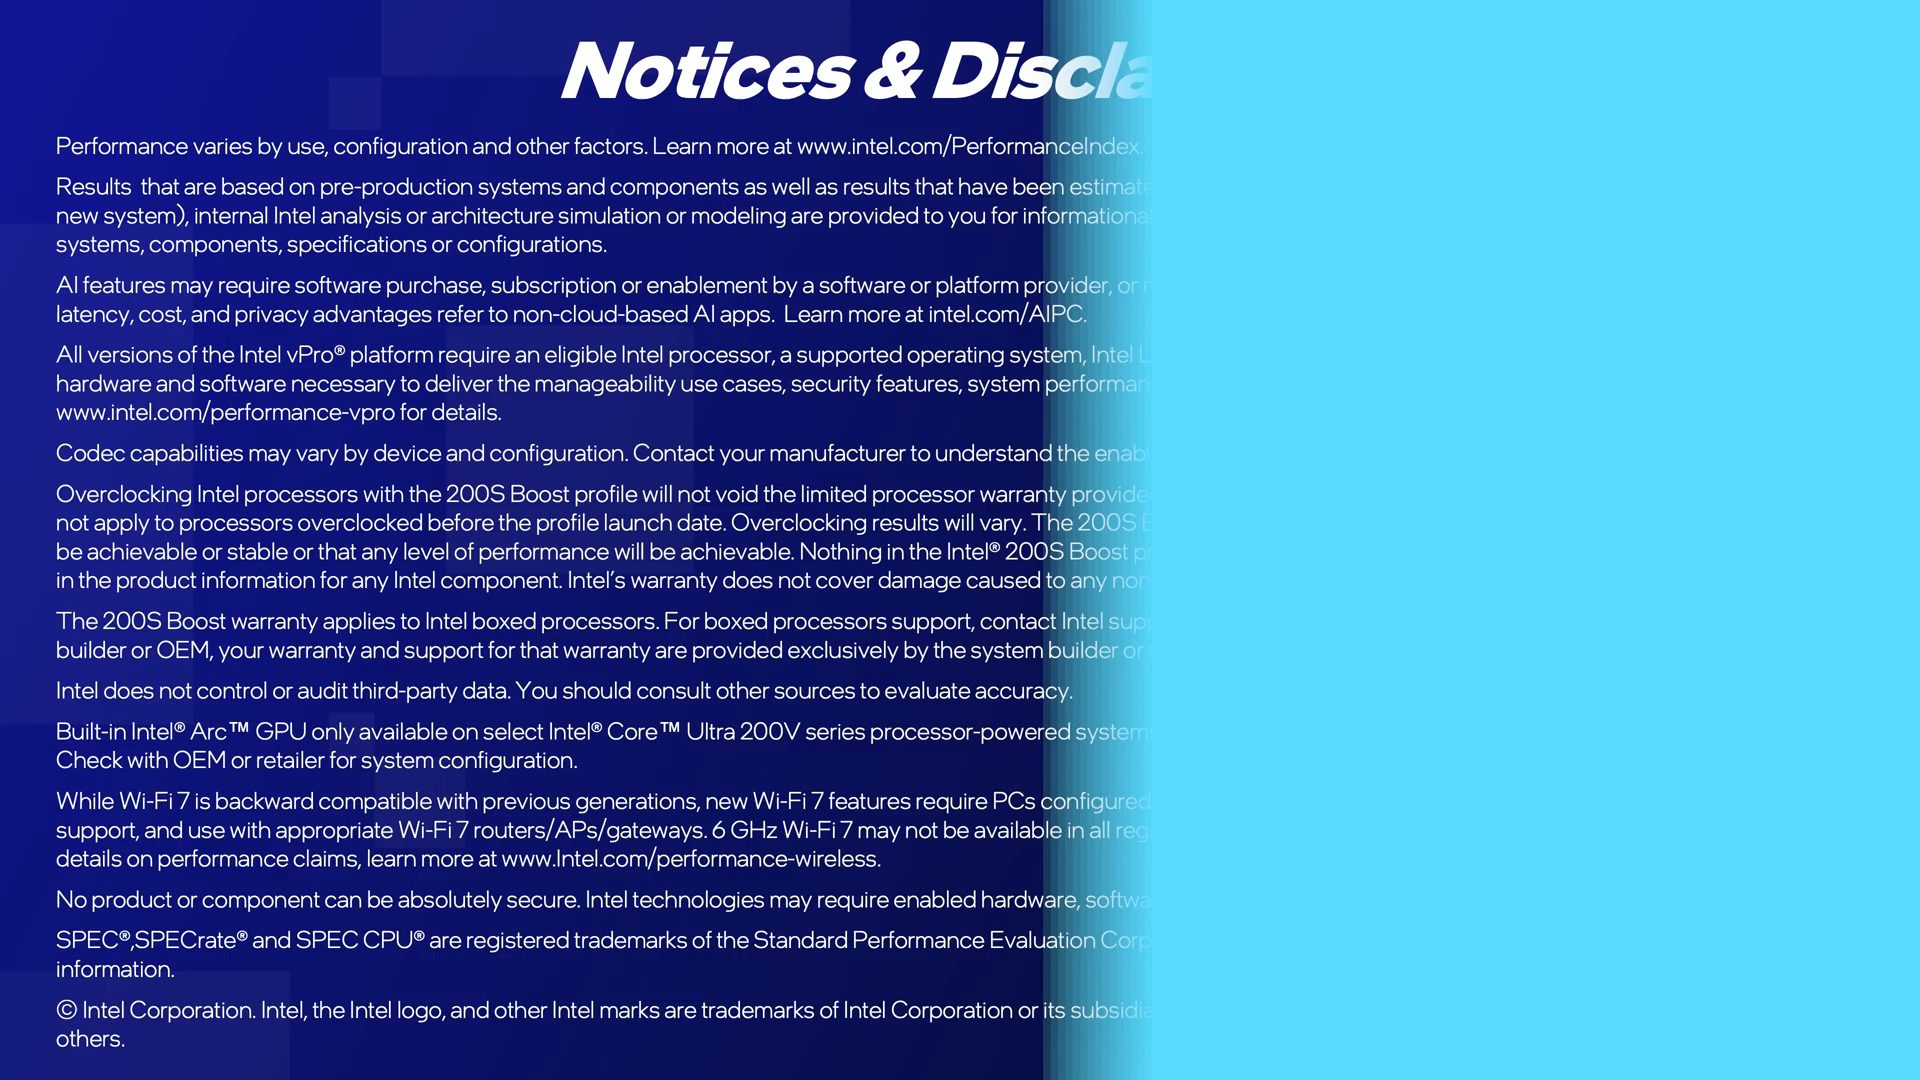 Notices &
Performance varies by use, configuration and other factors. Learn more at www.intel.com/PerformanceIndex.
Results that are based on pre-production systems and components as well as results that have been
new system), internal Intel analysis or architecture simulation or modeling are provided to you for informational
systems, components, specifications or configurations.
AI features may require software purchase, subscription or enablement by a software or platform provider, or
latency, cost, and privacy advantages refer to non-cloud-based AI apps. Learn more at intel.com/AIPC.
All versions of the Intel vPro® platform require an eligible Intel processor, a supported operating system, Intel
hardware and software necessary to deliver the manageability use cases, security features, system
www.intel.com/performance-vpro for details.
Codec capabilities may vary by device and configuration. Contact your manufacturer to understand the
Overclocking Intel processors with the 200S Boost profile will not void the limited processor warranty
not apply to processors overclocked before the profile launch date. Overclocking results will vary. The 200S
be achievable or stable or that any level of performance will be achievable. Nothing in the Intel® 200S Boost
in the product information for any Intel component. Intel's warranty does not cover damage caused to any
The 200S Boost warranty applies to Intel boxed processors. For boxed processors support, contact Intel
builder or OEM, your warranty and support for that warranty are provided exclusively by the system builder or
Intel does not control or audit third-party data. You should consult other sources to evaluate accuracy.
Built-in Intel® Arc™ GPU only available on select Intel® Core™ Ultra 200V series processor-powered
Check with OEM or retailer for system configuration.
While Wi-Fi 7 is backward compatible with previous generations, new Wi-Fi 7 features require PCs configured
support, and use with appropriate Wi-Fi 7 routers/APs/gateways. 6 GHz Wi-Fi 7 may not be available in all
details on performance claims, learn more at www.Intel.com/performance-wireless.
No product or component can be absolutely secure. Intel technologies may require enabled hardware,
SPEC®,SPECrate® and SPEC CPU® are registered trademarks of the Standard Performance Evaluation
information.
© Intel Corporation. Intel, the Intel logo, and other Intel marks are trademarks of Intel Corporation or its
others.